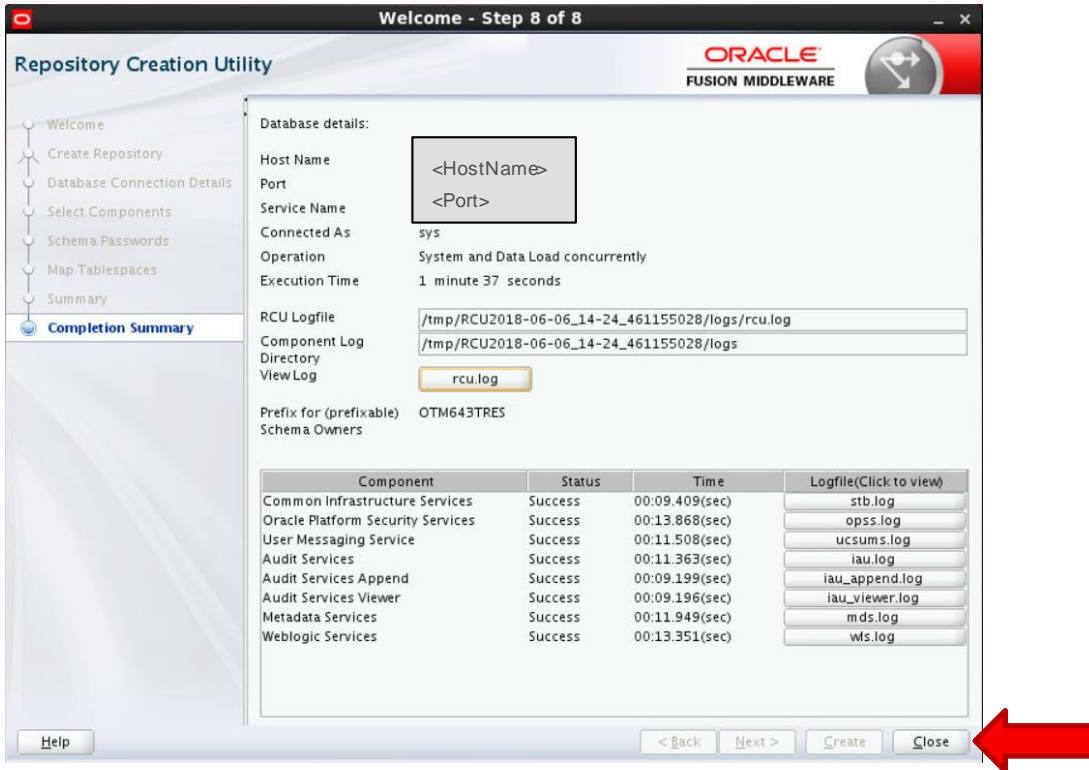 Welcome - Step 8 of 8
Repository Creation Utility
ORACLE
FUSION MIDDLEWARE
Welcome
Create Repository
Database Connection Details
Select Components
Schema Passwords
Map Tablespaces
Summary
Completion Summary
Database details:
Host Name <HostName>
Port <Port>
Service Name
Connected As sys
Operation System and Data Load concurrently
Execution Time 1 minute 37 seconds
RCU Logfile /tmp/RCU2018-06-06_14-24_461155028/logs/rcu.log
Component Log /tmp/RCU2018-06-06_14-24_461155028/logs
Directory
View Log rcu.log
Prefix for (prefixable) OTM643TRES
Schema Owners
Component Status Time Logfile(Click to view)
Common Infrastructure Services Success 00:09.409(sec) stb.log
Oracle Platform Security Services Success 00:13.868(sec) opss.log
User Messaging Service Success 00:11.508(sec) ucsums.log
Audit Services Success 00:11.363(sec) iau.log
Audit Services Append Success 00:09.199(sec) iau_append.log
Audit Services Viewer Success 00:09.196(sec) iau_viewer.log
Metadata Services Success 00:11.949(sec) mds.log
Weblogic Services Success 00:13.351(sec) wls.log
Help < Back Next > Create Close